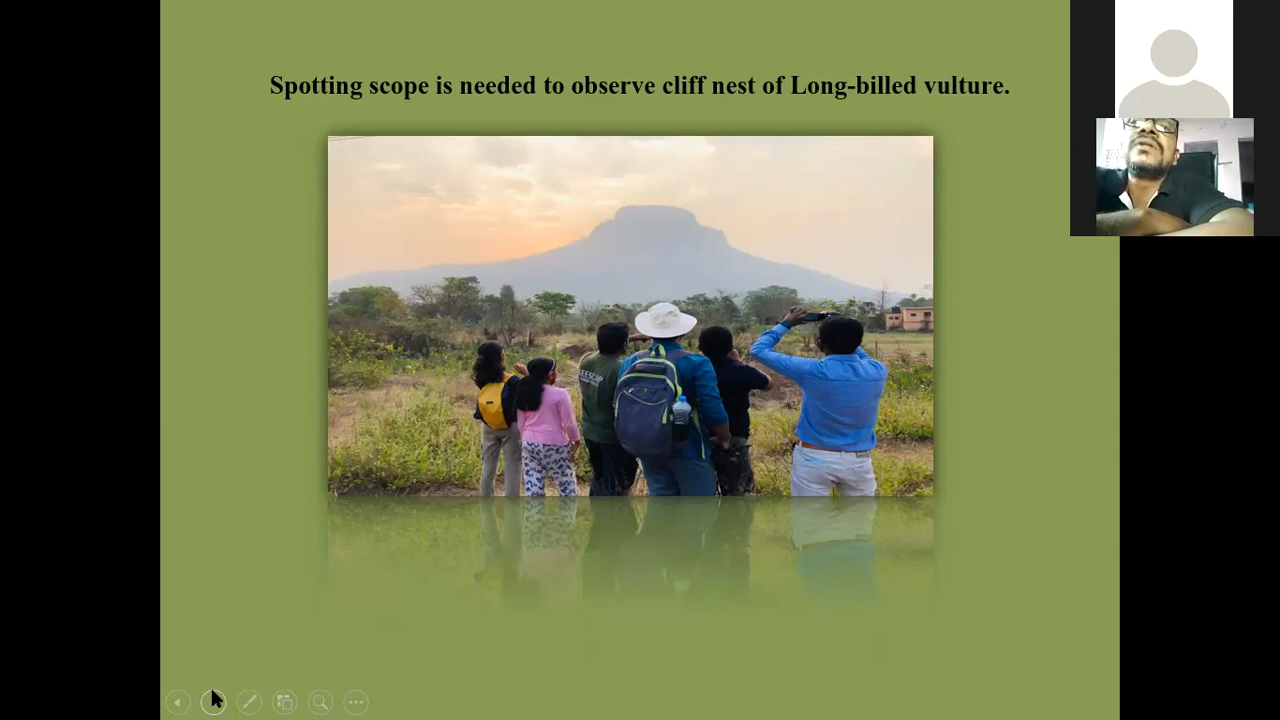 Spotting scope is needed to observe cliff nest of Long-billed vulture.